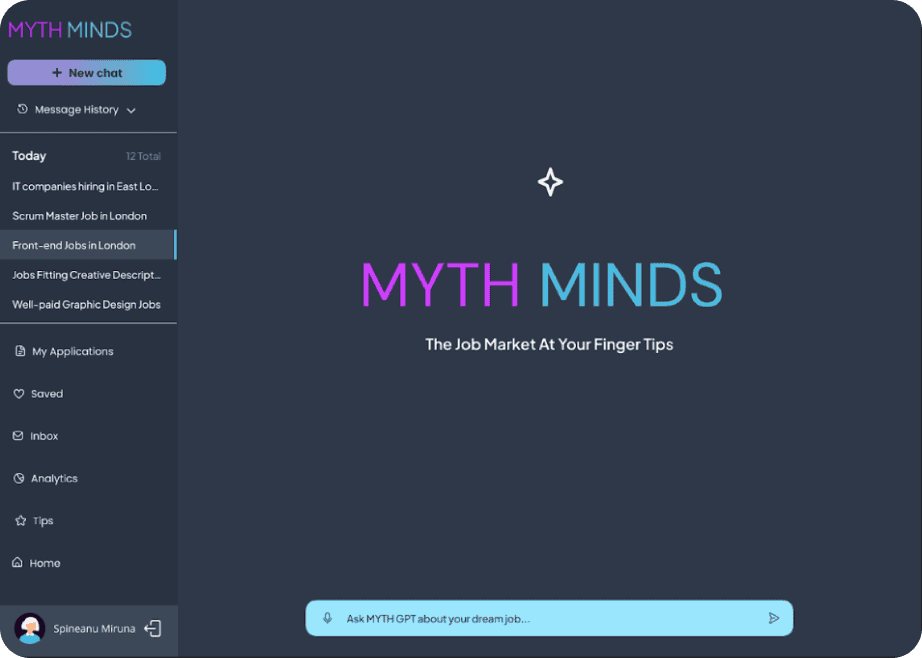 MYTH MINDS
+ New chat
Message History
Today 12 Total
IT companies hiring in East Lo...
Scrum Master Job in London
Front-end Jobs in London
Jobs Fitting Creative Descript...
Well-paid Graphic Design Jobs
My Applications
Saved
Inbox
Analytics
Tips
Home
Spineanu Miruna
MYTH MINDS
The Job Market At Your Finger Tips
Ask MYTH GPT about your dream job...